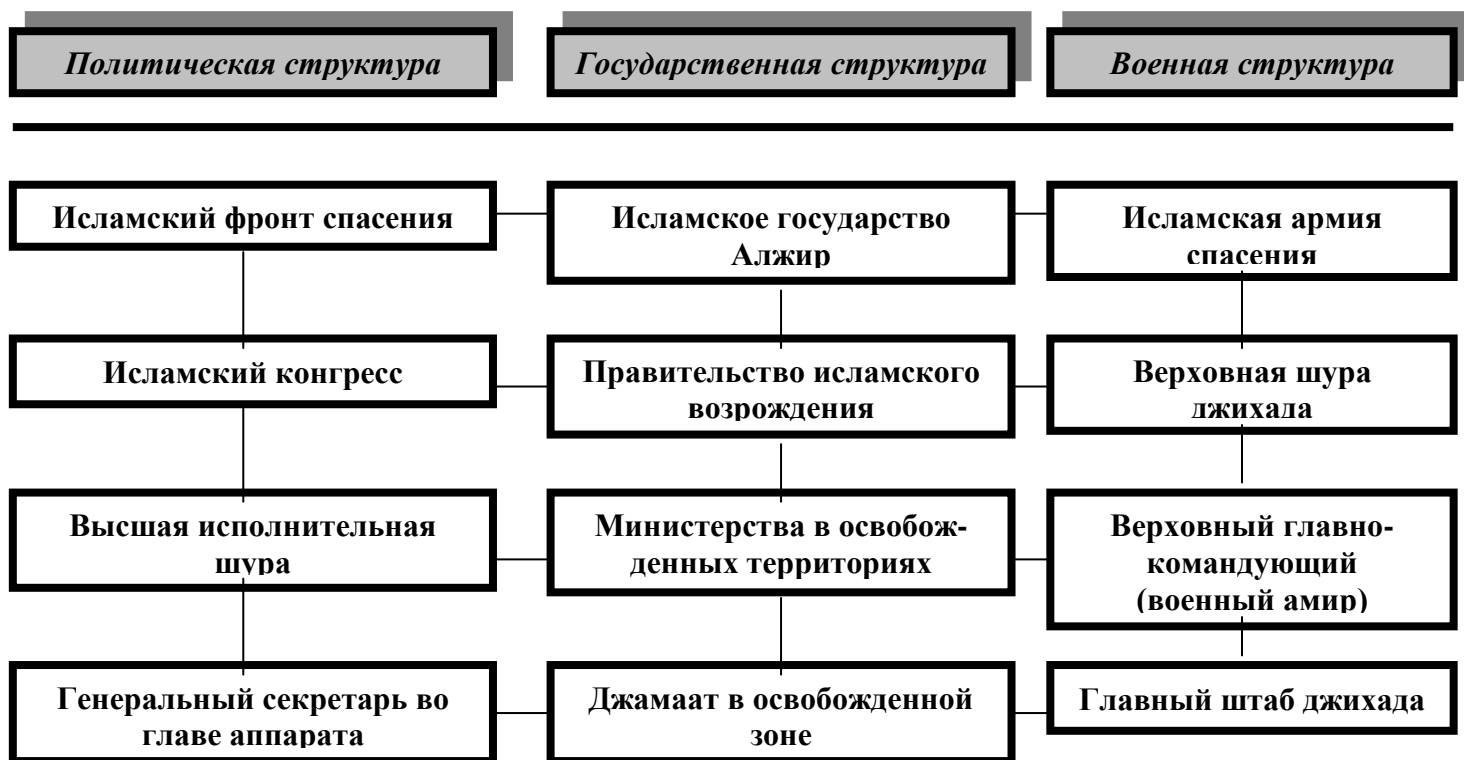 Политическая структура
Государственная структура
Военная структура
Исламский фронт спасения
Исламское государство
Алжир
Исламская армия
спасения
Исламский конгресс
Правительство исламского
возрождения
Верховная шура
джихада
Высшая исполнительная
шура
Министерства в освобож-
денных территориях
Верховный главно-
командующий
(военный амир)
Генеральный секретарь во
главе аппарата
Джамаат в освобожденной
зоне
Главный штаб джихада